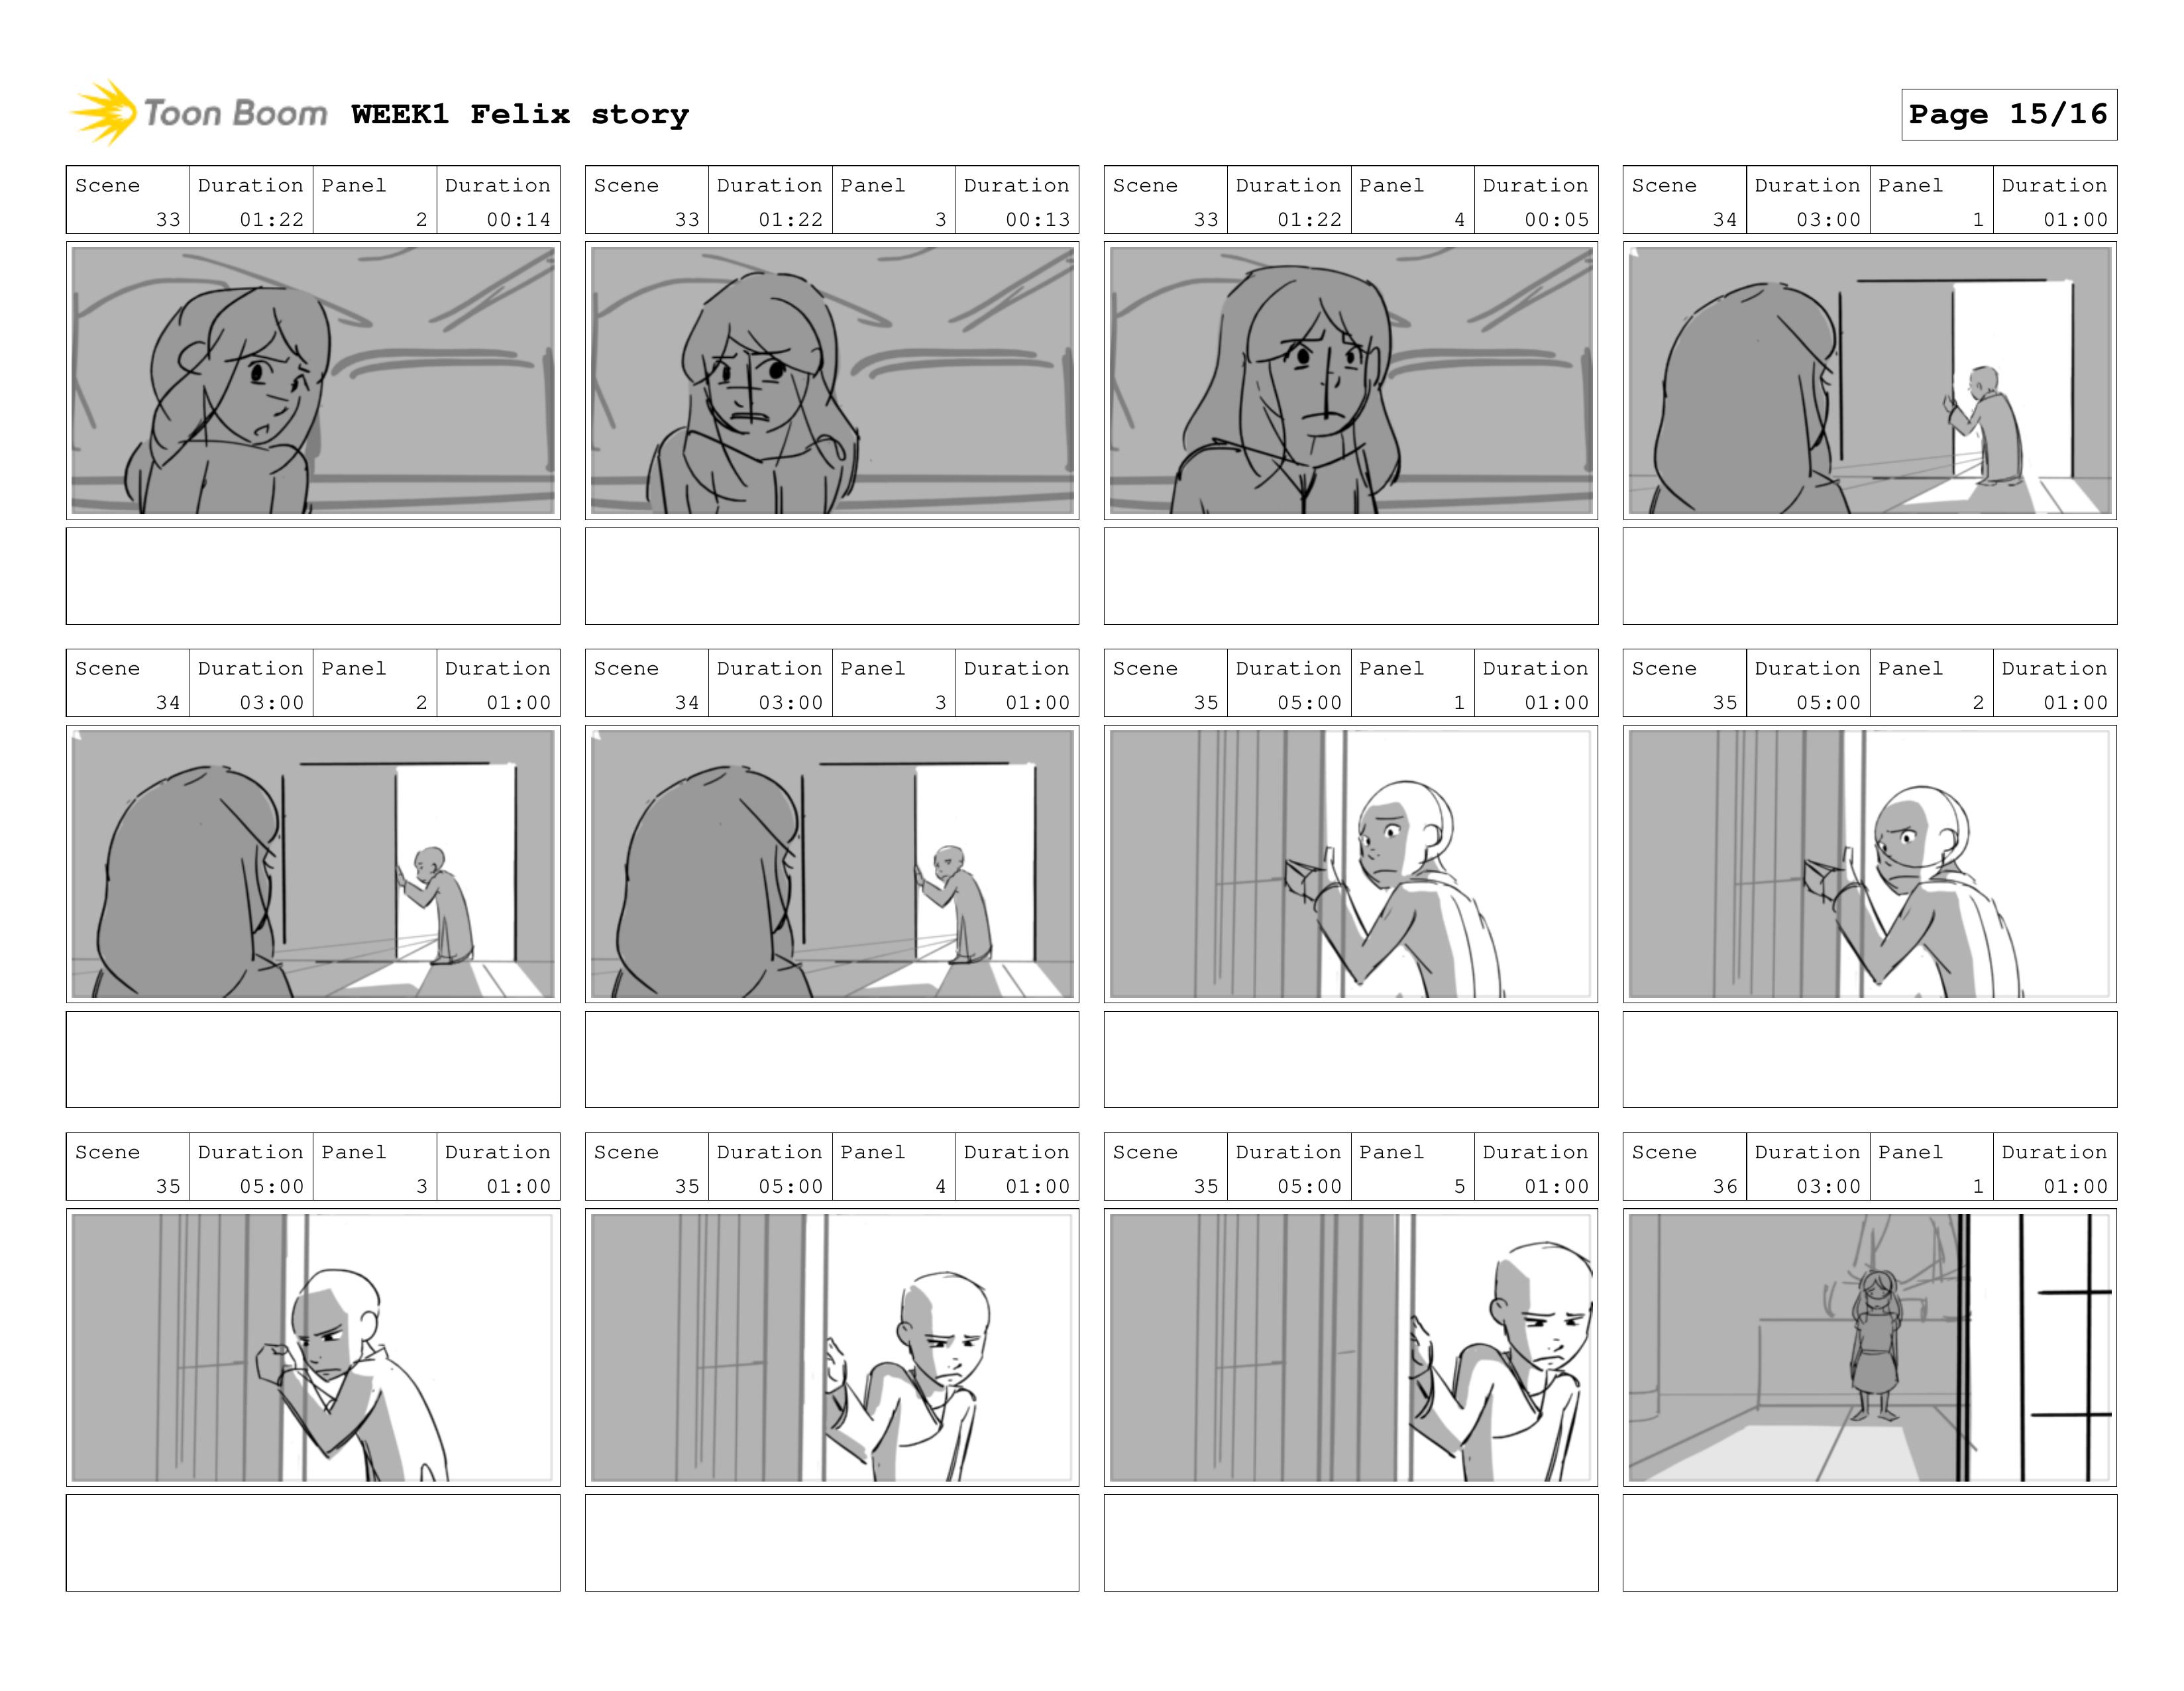 Toon Boom WEEK1 Felix story
Page 15/16
Scene Duration Panel Duration
33 01:22 2 00:14
Scene Duration Panel Duration
33 01:22 3 00:13
Scene Duration Panel Duration
33 01:22 4 00:05
Scene Duration Panel Duration
34 03:00 1 01:00
Scene Duration Panel Duration
34 03:00 2 01:00
Scene Duration Panel Duration
34 03:00 3 01:00
Scene Duration Panel Duration
35 05:00 1 01:00
Scene Duration Panel Duration
35 05:00 2 01:00
Scene Duration Panel Duration
35 05:00 3 01:00
Scene Duration Panel Duration
35 05:00 4 01:00
Scene Duration Panel Duration
35 05:00 5 01:00
Scene Duration Panel Duration
36 03:00 1 01:00